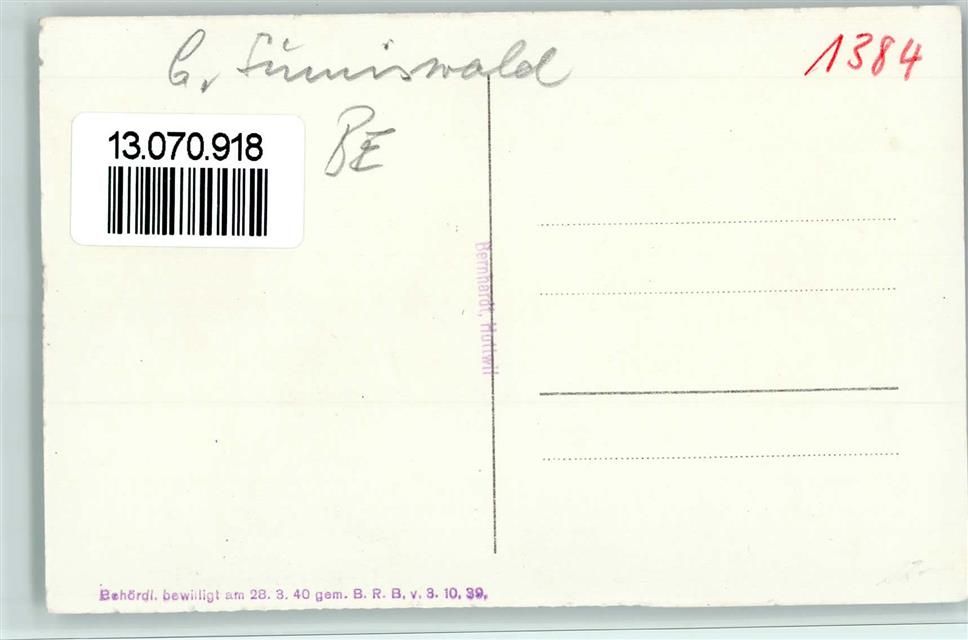 b. Sumiswald
1384
BE
13.070.918
Bernhardt, Huttwil
Behördl. bewilligt am 28. 3. 40 gem. B. R. B. v. 3. 10. 39.